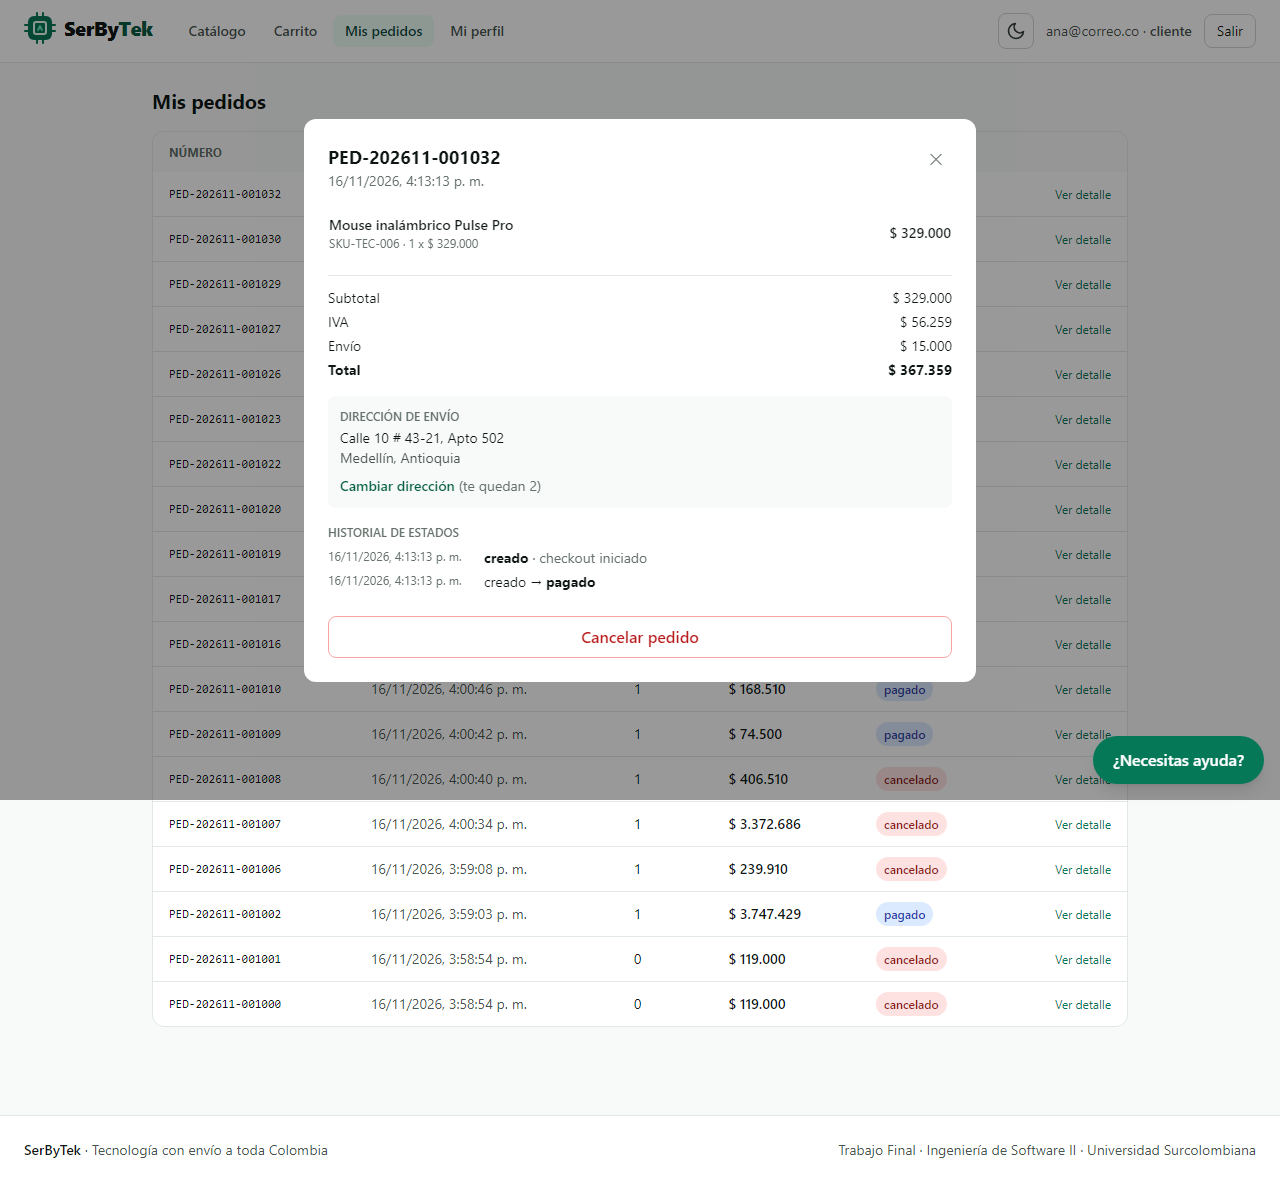 SerByTek
Catálogo
Carrito
Mis pedidos
Mi perfil
ana@correo.co · cliente
Salir
Mis pedidos
NÚMERO
PED-202611-001032
Ver detalle
PED-202611-001030
Ver detalle
PED-202611-001029
Ver detalle
PED-202611-001027
Ver detalle
PED-202611-001026
Ver detalle
PED-202611-001023
Ver detalle
PED-202611-001022
Ver detalle
PED-202611-001020
Ver detalle
PED-202611-001019
Ver detalle
PED-202611-001017
Ver detalle
PED-202611-001016
Ver detalle
PED-202611-001032
16/11/2026, 4:13:13 p. m.
Mouse inalámbrico Pulse Pro
SKU-TEC-006 · 1 x $ 329.000
$ 329.000
Subtotal $ 329.000
IVA $ 56.259
Envío $ 15.000
Total $ 367.359
DIRECCIÓN DE ENVÍO
Calle 10 # 43-21, Apto 502
Medellín, Antioquia
Cambiar dirección (te quedan 2)
HISTORIAL DE ESTADOS
16/11/2026, 4:13:13 p. m. creado · checkout iniciado
16/11/2026, 4:13:13 p. m. creado → pagado
Cancelar pedido
PED-202611-001010 16/11/2026, 4:00:46 p. m. 1 $ 168.510 pagado Ver detalle
PED-202611-001009 16/11/2026, 4:00:42 p. m. 1 $ 74.500 pagado Ver detalle
¿Necesitas ayuda?
PED-202611-001008 16/11/2026, 4:00:40 p. m. 1 $ 406.510 cancelado Ver detalle
PED-202611-001007 16/11/2026, 4:00:34 p. m. 1 $ 3.372.686 cancelado Ver detalle
PED-202611-001006 16/11/2026, 3:59:08 p. m. 1 $ 239.910 cancelado Ver detalle
PED-202611-001002 16/11/2026, 3:59:03 p. m. 1 $ 3.747.429 pagado Ver detalle
PED-202611-001001 16/11/2026, 3:58:54 p. m. 0 $ 119.000 cancelado Ver detalle
PED-202611-001000 16/11/2026, 3:58:54 p. m. 0 $ 119.000 cancelado Ver detalle
SerByTek · Tecnología con envío a toda Colombia
Trabajo Final · Ingeniería de Software II · Universidad Surcolombiana